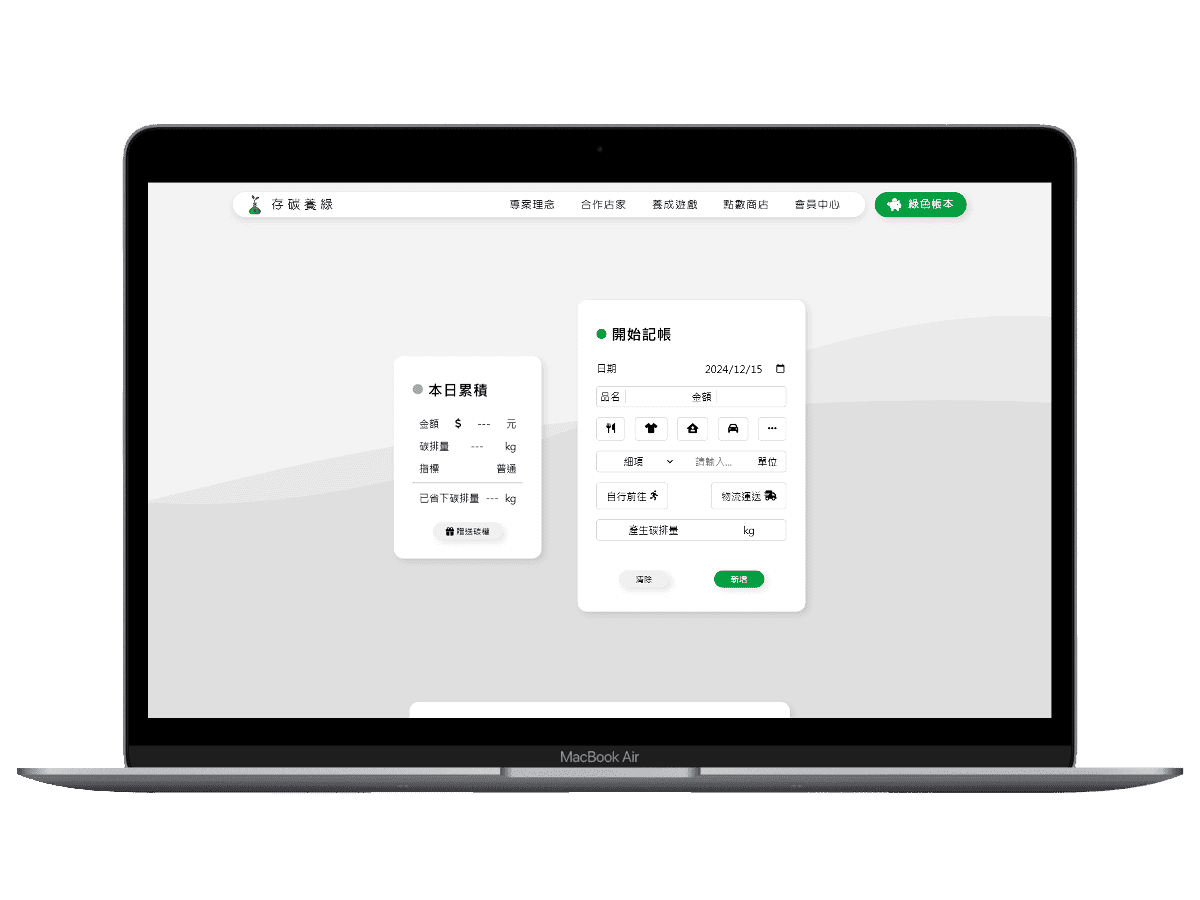 存碳養綠 專案理念 合作店家 養成遊戲 點數商店 會員中心 綠色帳本
本日累積
金額 $ --- 元
碳排量 --- kg
指標 普通
已省下碳排量 --- kg
贈送碳權
開始記帳
日期 2024/12/15
品名 金額
細項 請輸入... 單位
自行前往 物流運送
產生碳排量 kg
清除 新增
MacBook Air